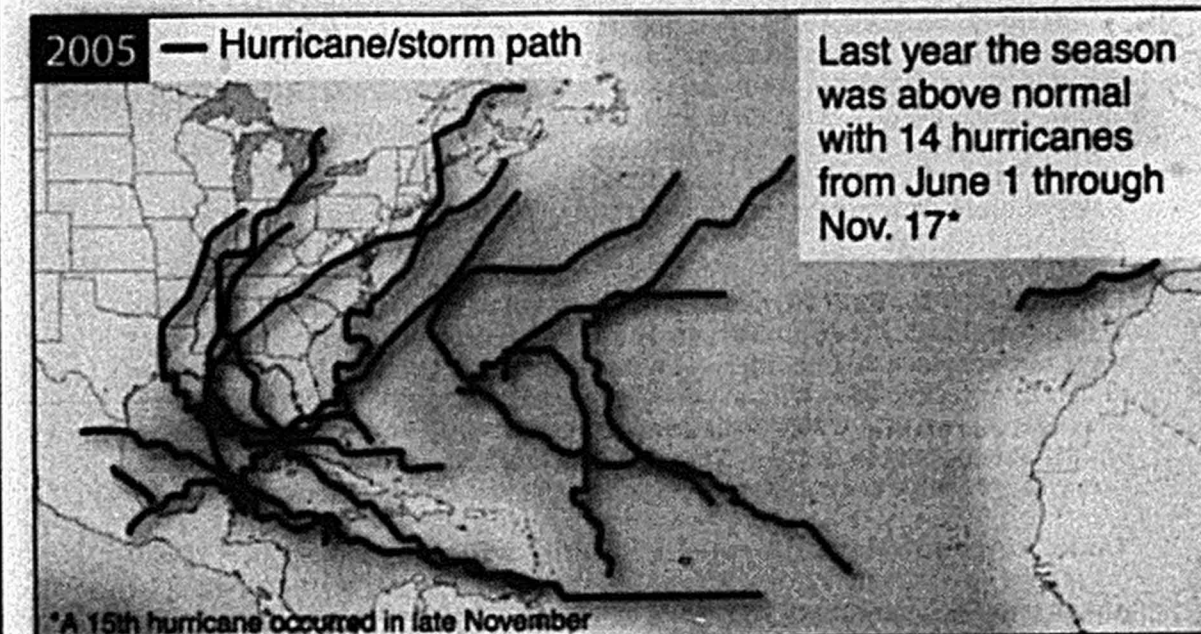 2005 — Hurricane/storm path
Last year the season
was above normal
with 14 hurricanes
from June 1 through
Nov. 17*
*A 15th hurricane occurred in late November